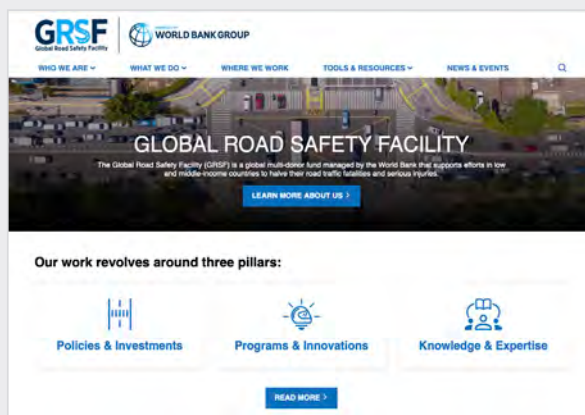 GRSF
Global Road Safety Facility
WORLD BANK GROUP
WHO WE ARE
WHAT WE DO
WHERE WE WORK
TOOLS & RESOURCES
NEWS & EVENTS
GLOBAL ROAD SAFETY FACILITY
The Global Road Safety Facility (GRSF) is a global multi-donor fund managed by the World Bank that supports efforts in low
and middle-income countries to halve their road traffic fatalities and serious injuries.
LEARN MORE ABOUT US >
Our work revolves around three pillars:
Policies & Investments
Programs & Innovations
Knowledge & Expertise
READ MORE >